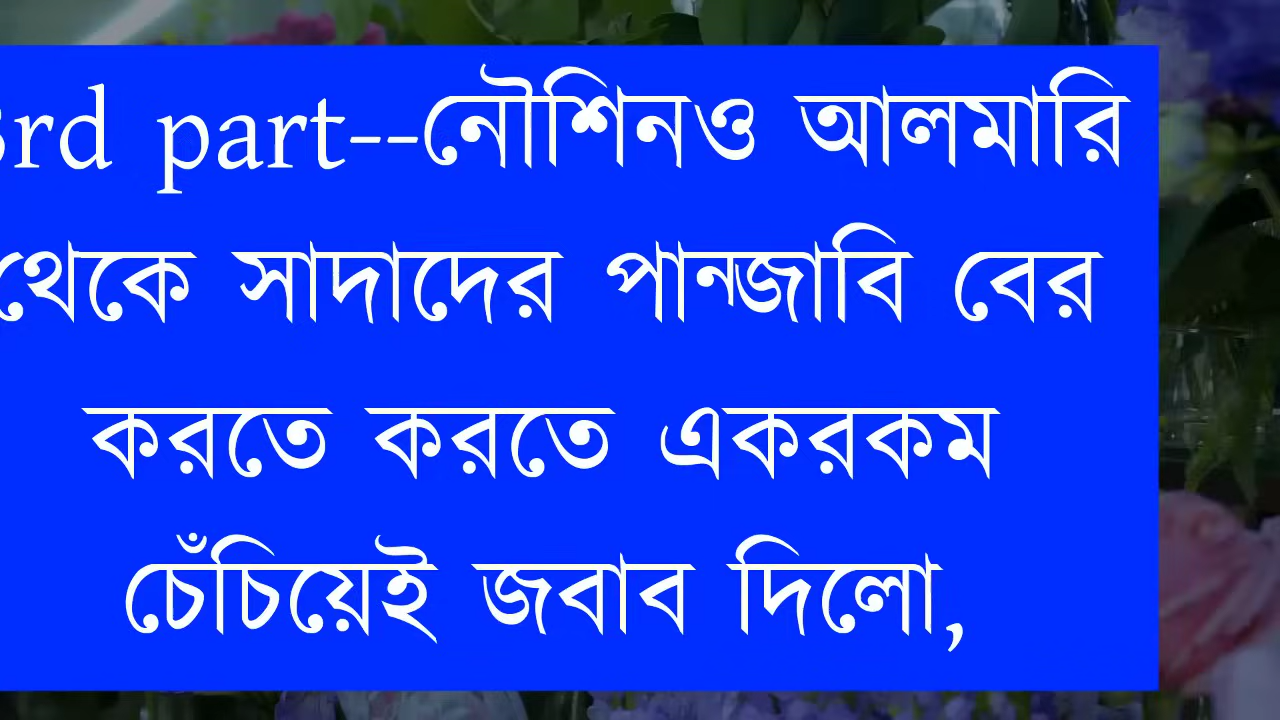 3rd part--নৌশিনও আলমারি
থেকে সাদাদের পানজাবি বের
করতে করতে একরকম
চেঁচিয়েই জবাব দিলো,